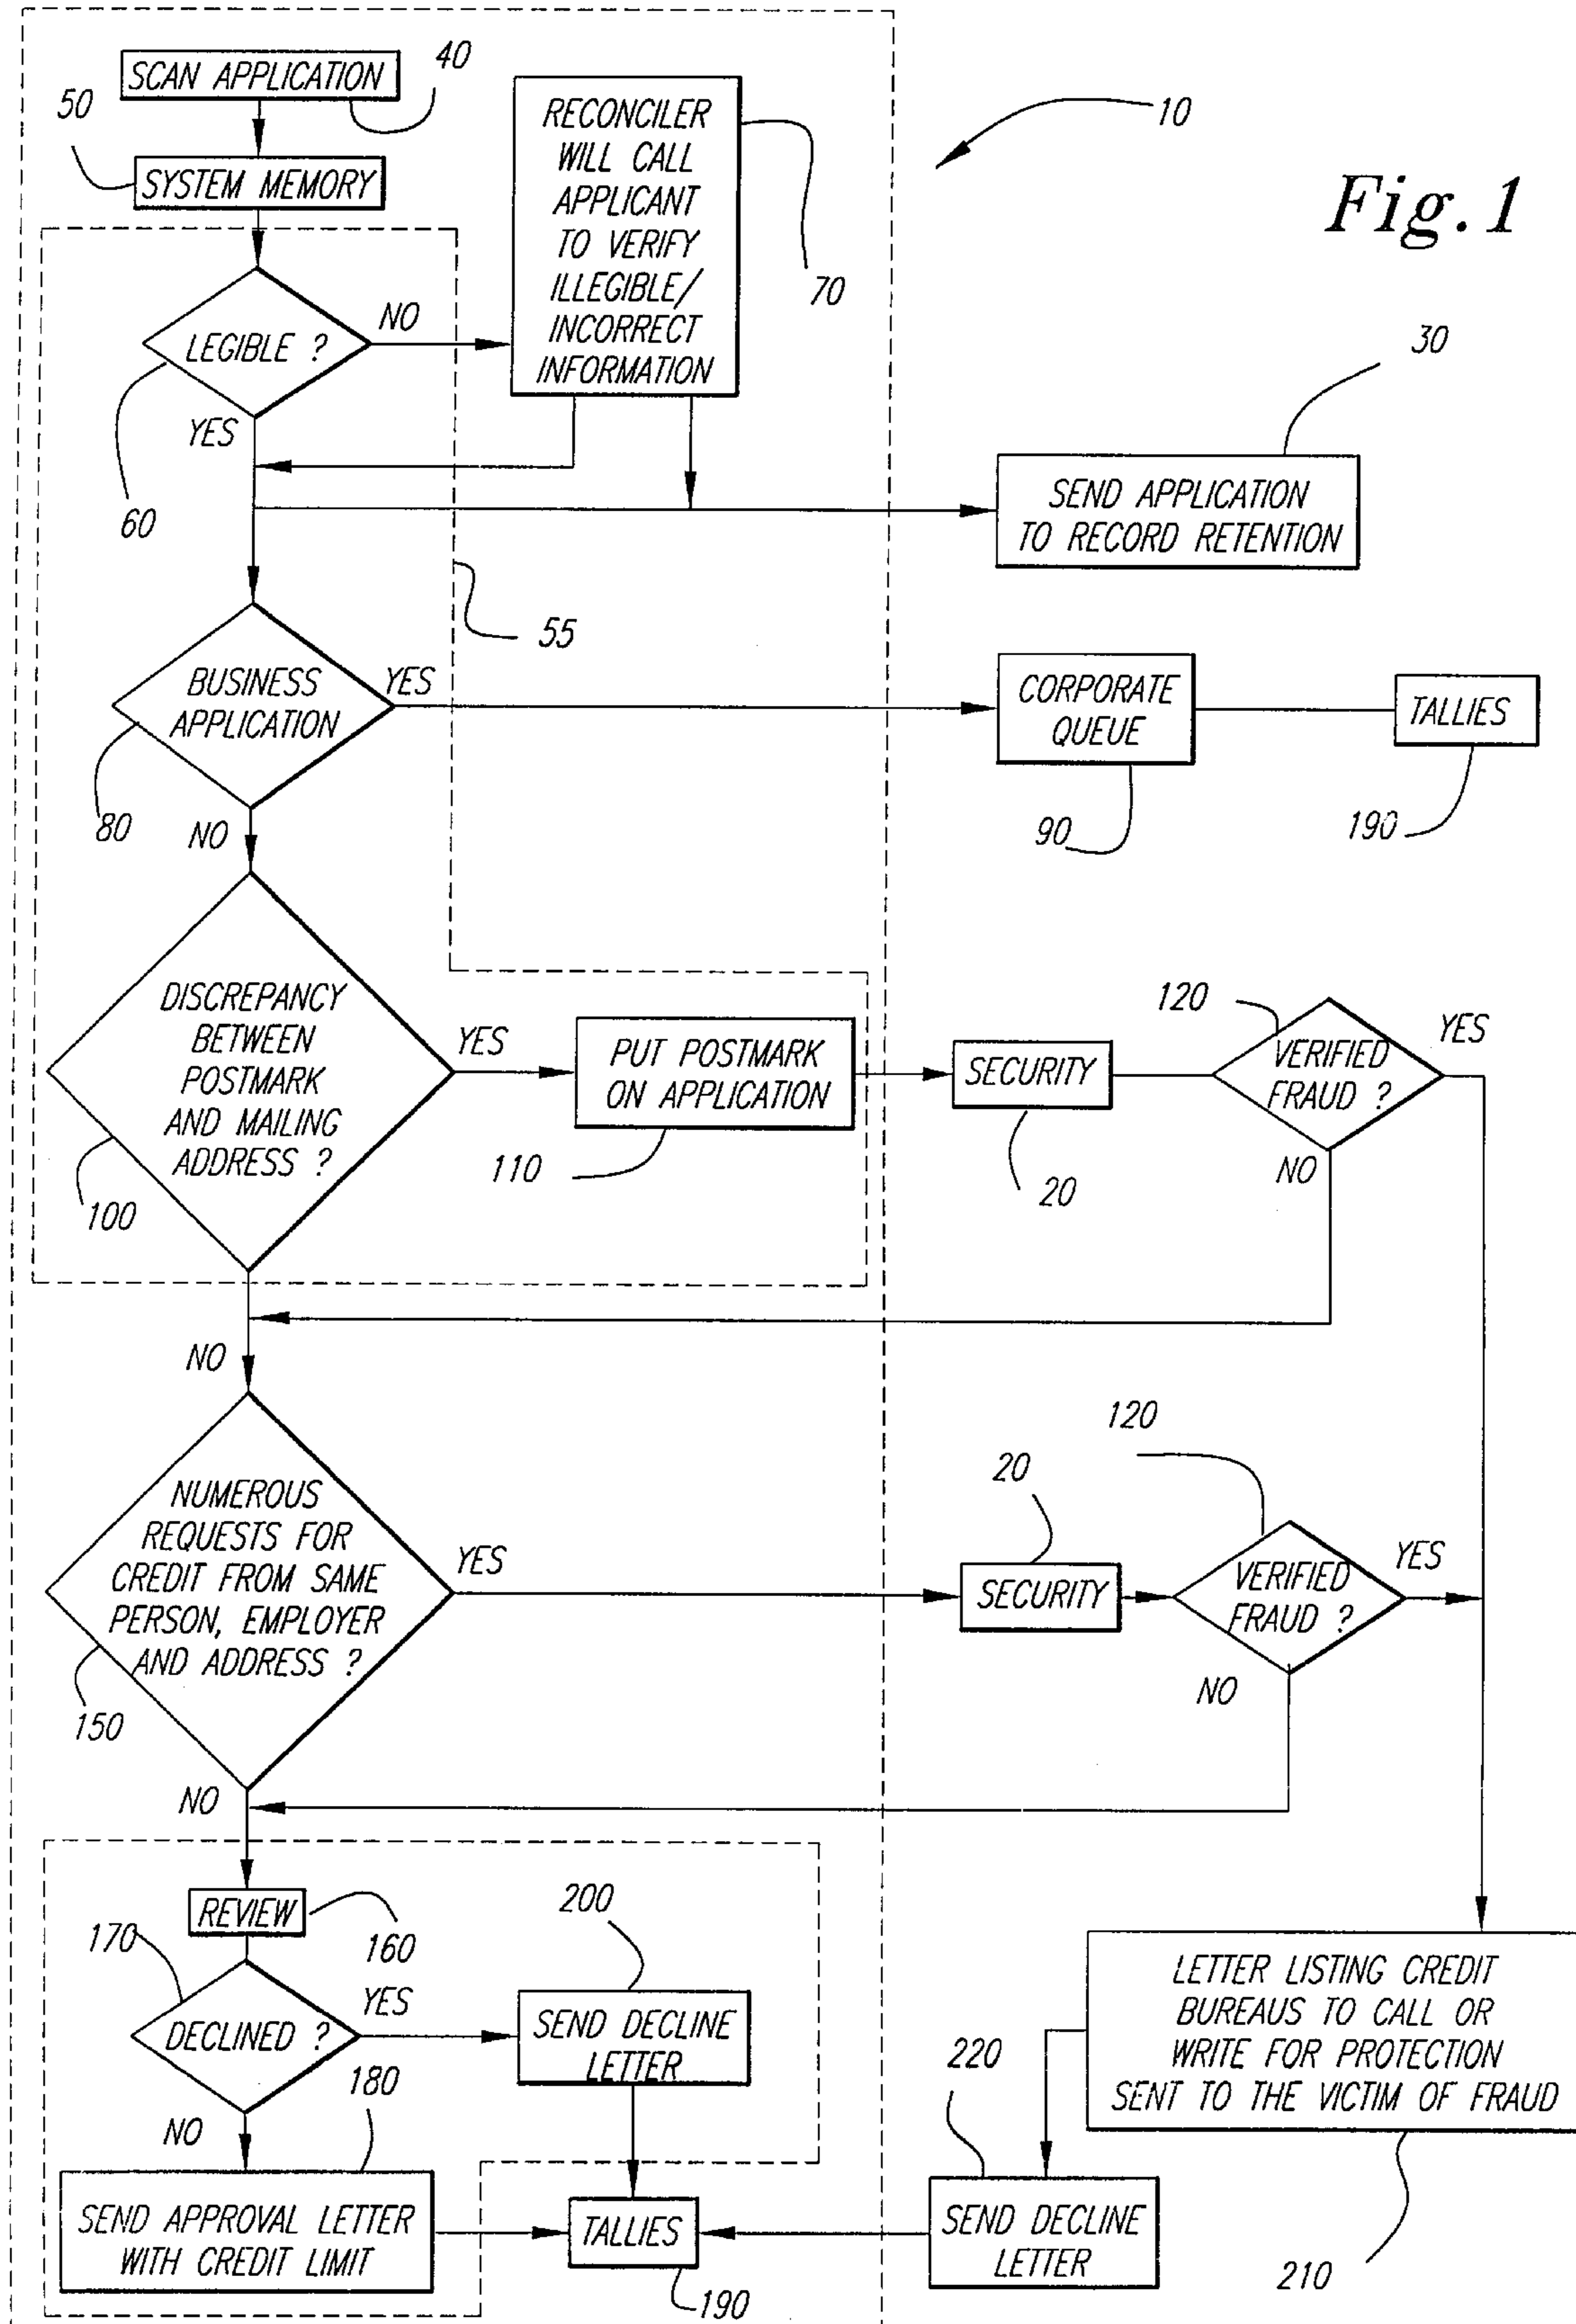 SCAN APPLICATION
40
50
SYSTEM MEMORY
RECONCILER
WILL CALL
APPLICANT
TO VERIFY
ILLEGIBLE/
INCORRECT
INFORMATION
70
10
Fig. 1
LEGIBLE ?
NO
YES
60
30
SEND APPLICATION
TO RECORD RETENTION
55
BUSINESS
APPLICATION
YES
80
NO
CORPORATE
QUEUE
90
TALLIES
190
DISCREPANCY
BETWEEN
POSTMARK
AND MAILING
ADDRESS ?
YES
100
PUT POSTMARK
ON APPLICATION
110
SECURITY
20
120
VERIFIED
FRAUD ?
YES
NO
NO
NUMEROUS
REQUESTS FOR
CREDIT FROM SAME
PERSON, EMPLOYER
AND ADDRESS ?
YES
150
NO
20
SECURITY
120
VERIFIED
FRAUD ?
YES
NO
REVIEW
160
170
DECLINED ?
YES
NO
200
SEND DECLINE
LETTER
180
SEND APPROVAL LETTER
WITH CREDIT LIMIT
TALLIES
190
LETTER LISTING CREDIT
BUREAUS TO CALL OR
WRITE FOR PROTECTION
SENT TO THE VICTIM OF FRAUD
210
220
SEND DECLINE
LETTER